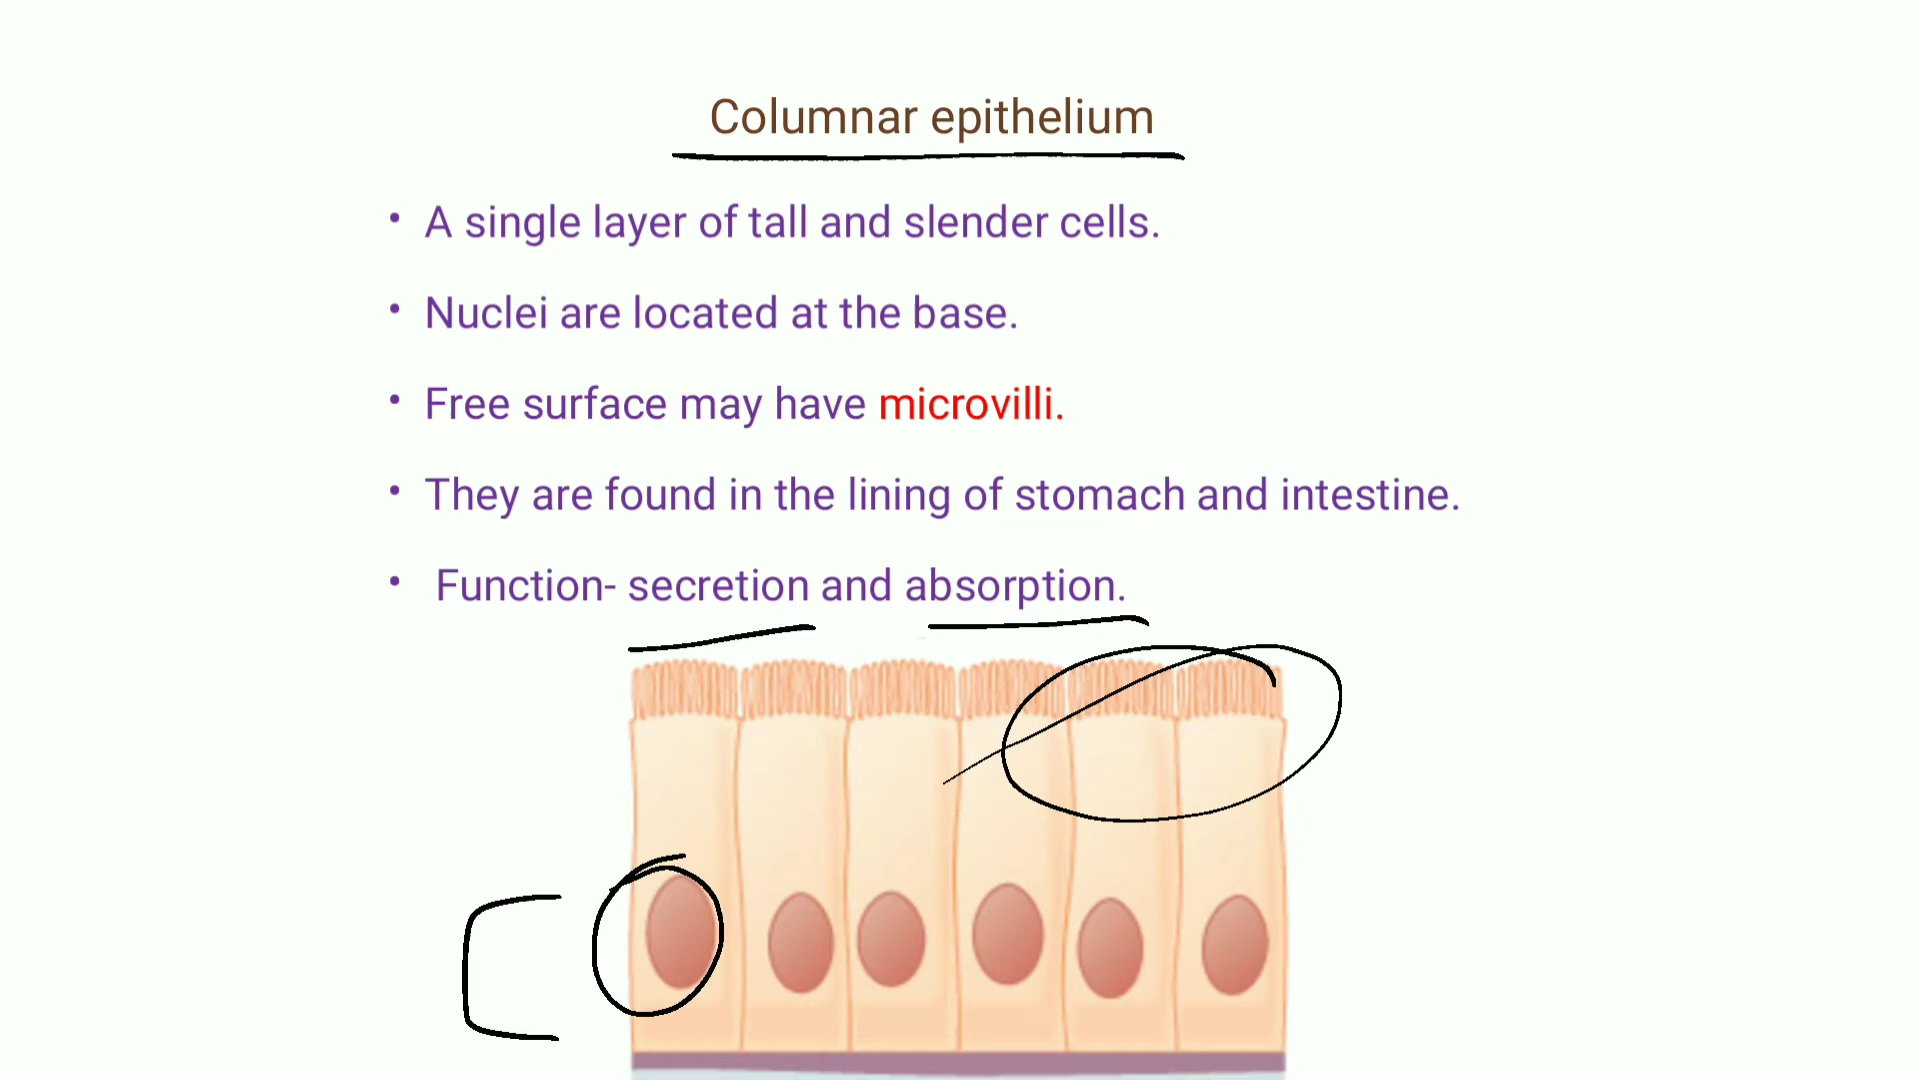 Columnar epithelium
• A single layer of tall and slender cells.
• Nuclei are located at the base.
• Free surface may have microvilli.
• They are found in the lining of stomach and intestine.
• Function- secretion and absorption.